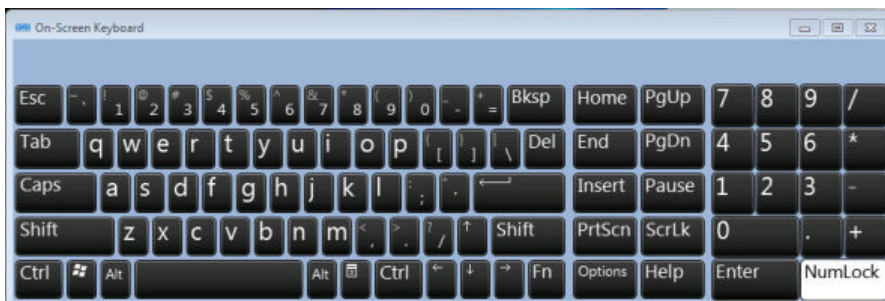 On-Screen Keyboard
Esc ~ ` ! 1 @ 2 # 3 $ 4 % 5 ^ 6 & 7 * 8 ( 9 ) 0 _ - + = Bksp Home PgUp 7 8 9 /
Tab q w e r t y u i o p { [ } ] | \ Del End PgDn 4 5 6 *
Caps a s d f g h j k l : ; " ' Insert Pause 1 2 3 -
Shift z x c v b n m < , > . ? / ↑ Shift PrtScn ScrLk 0 . +
Ctrl Alt Alt Ctrl ← ↓ → Fn Options Help Enter NumLock